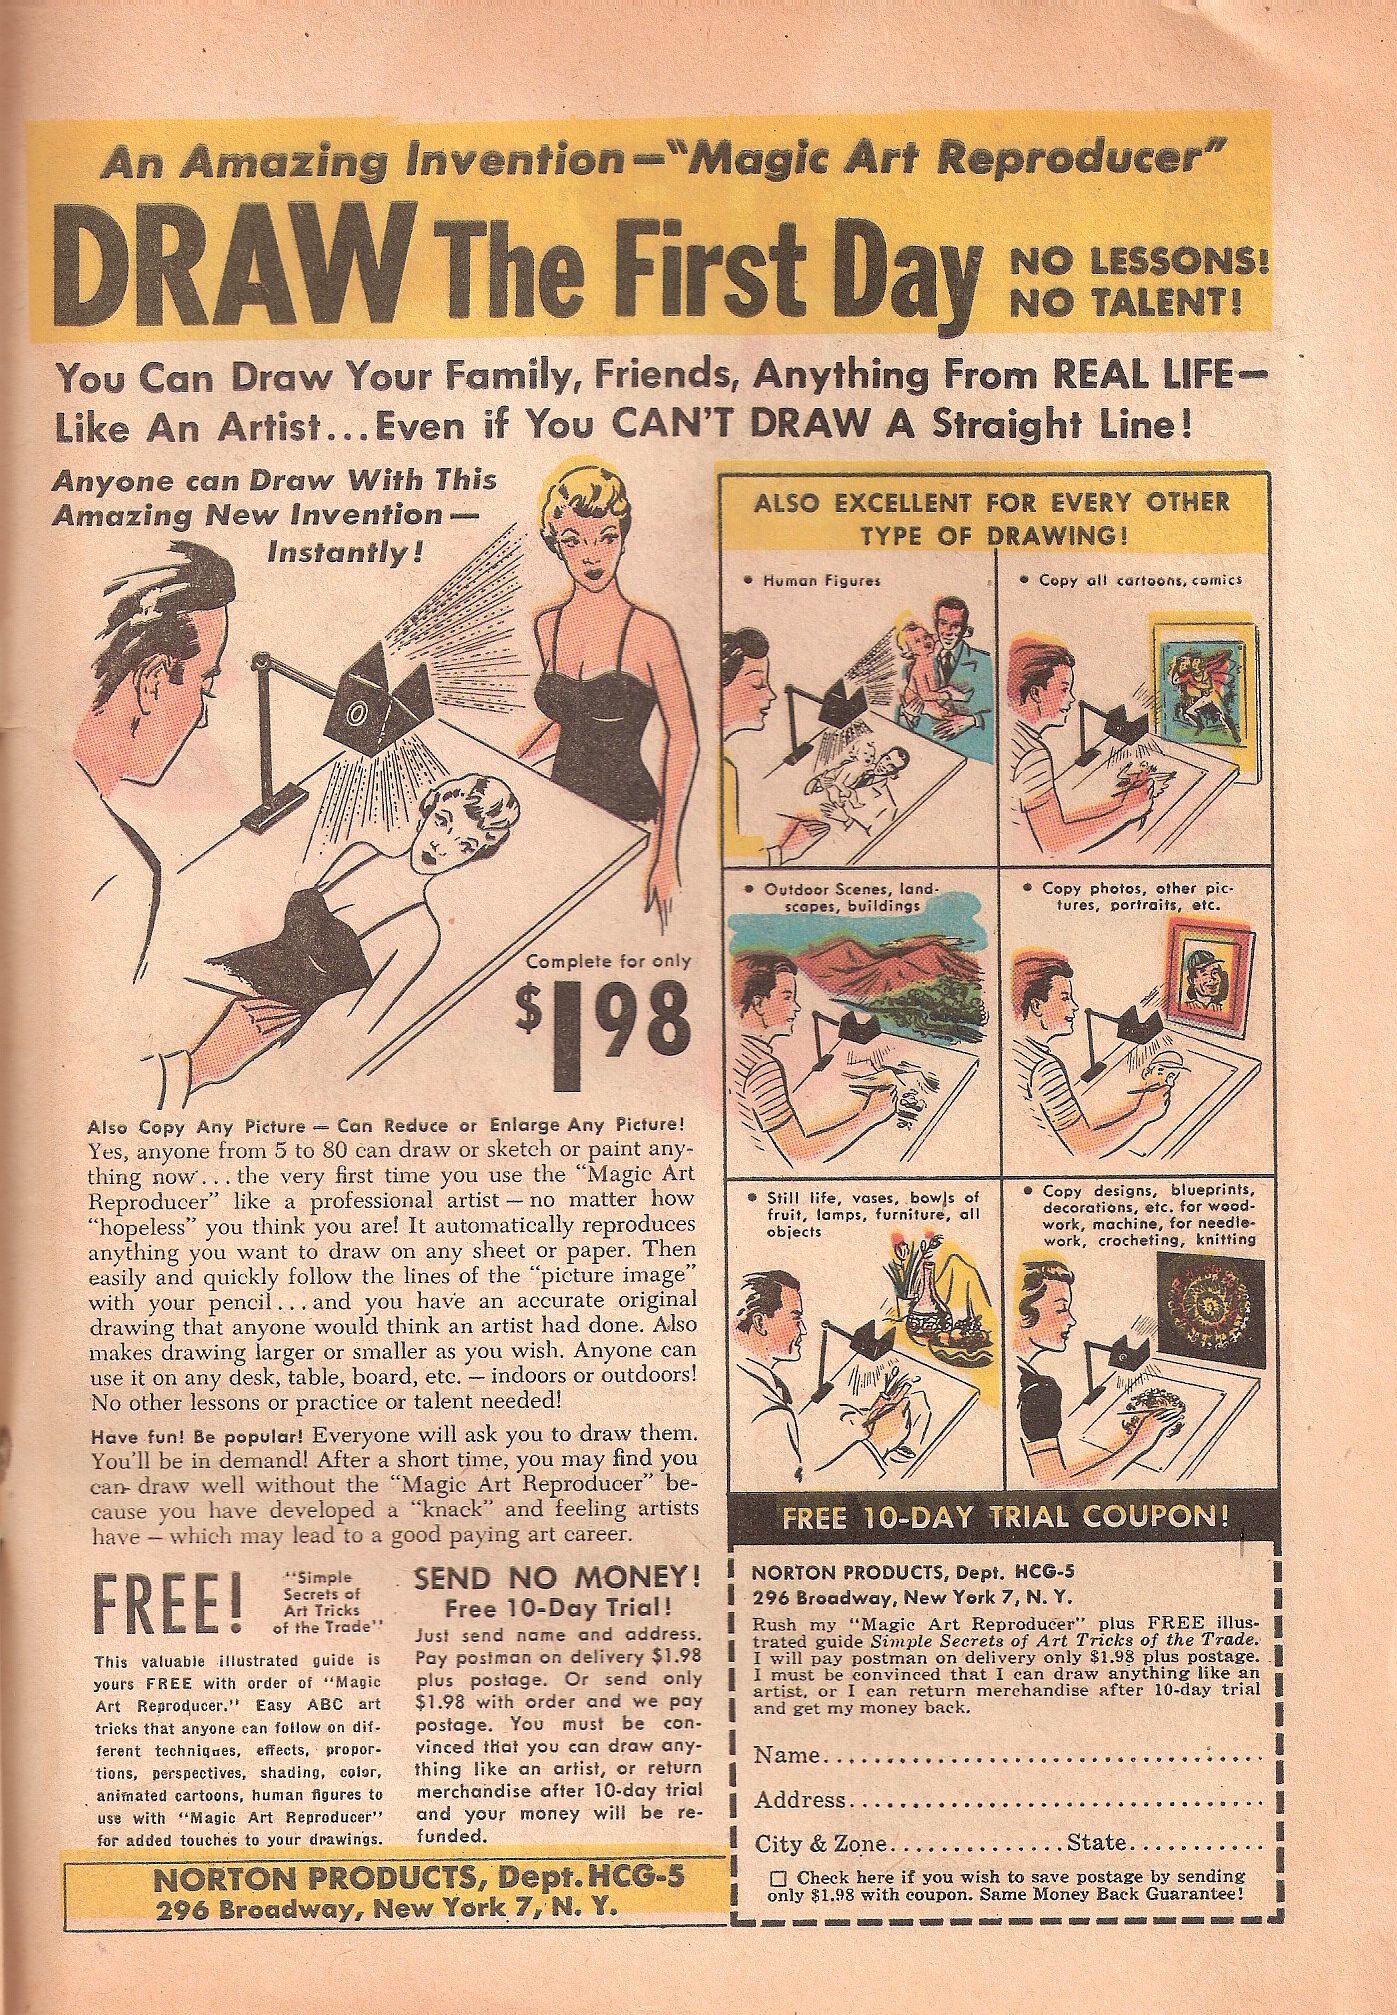 An Amazing Invention—"Magic Art Reproducer"
DRAW The First Day
NO LESSONS!
NO TALENT!
You Can Draw Your Family, Friends, Anything From REAL LIFE—
Like An Artist...Even if You CAN'T DRAW A Straight Line!
Anyone can Draw With This
Amazing New Invention—
Instantly!
Complete for only
$198
Also Copy Any Picture — Can Reduce or Enlarge Any Picture!
Yes, anyone from 5 to 80 can draw or sketch or paint any-
thing now...the very first time you use the "Magic Art
Reproducer" like a professional artist — no matter how
"hopeless" you think you are! It automatically reproduces
anything you want to draw on any sheet or paper. Then
easily and quickly follow the lines of the "picture image"
with your pencil...and you have an accurate original
drawing that anyone would think an artist had done. Also
makes drawing larger or smaller as you wish. Anyone can
use it on any desk, table, board, etc. — indoors or outdoors!
No other lessons or practice or talent needed!
Have fun! Be popular! Everyone will ask you to draw them.
You'll be in demand! After a short time, you may find you
can draw well without the "Magic Art Reproducer" be-
cause you have developed a "knack" and feeling artists
have — which may lead to a good paying art career.
FREE!
"Simple
Secrets of
Art Tricks
of the Trade"
This valuable illustrated guide is
yours FREE with order of "Magic
Art Reproducer." Easy ABC art
tricks that anyone can follow on dif-
ferent techniques, effects, propor-
tions, perspectives, shading, color,
animated cartoons, human figures to
use with "Magic Art Reproducer"
for added touches to your drawings.
SEND NO MONEY!
Free 10-Day Trial!
Just send name and address.
Pay postman on delivery $1.98
plus postage. Or send only
$1.98 with order and we pay
postage. You must be con-
vinced that you can draw any-
thing like an artist, or return
merchandise after 10-day trial
and your money will be re-
funded.
NORTON PRODUCTS, Dept. HCG-5
296 Broadway, New York 7, N. Y.
ALSO EXCELLENT FOR EVERY OTHER
TYPE OF DRAWING!
• Human Figures
• Copy all cartoons, comics
• Outdoor Scenes, land-
scapes, buildings
• Copy photos, other pic-
tures, portraits, etc.
• Still life, vases, bowls of
fruit, lamps, furniture, all
objects
• Copy designs, blueprints,
decorations, etc. for wood-
work, machine, for needle-
work, crocheting, knitting
FREE 10-DAY TRIAL COUPON!
NORTON PRODUCTS, Dept. HCG-5
296 Broadway, New York 7, N. Y.
Rush my "Magic Art Reproducer" plus FREE illus-
trated guide Simple Secrets of Art Tricks of the Trade.
I will pay postman on delivery only $1.98 plus postage.
I must be convinced that I can draw anything like an
artist, or I can return merchandise after 10-day trial
and get my money back.
Name....................................
Address..................................
City & Zone..............State............
☐ Check here if you wish to save postage by sending
only $1.98 with coupon. Same Money Back Guarantee!